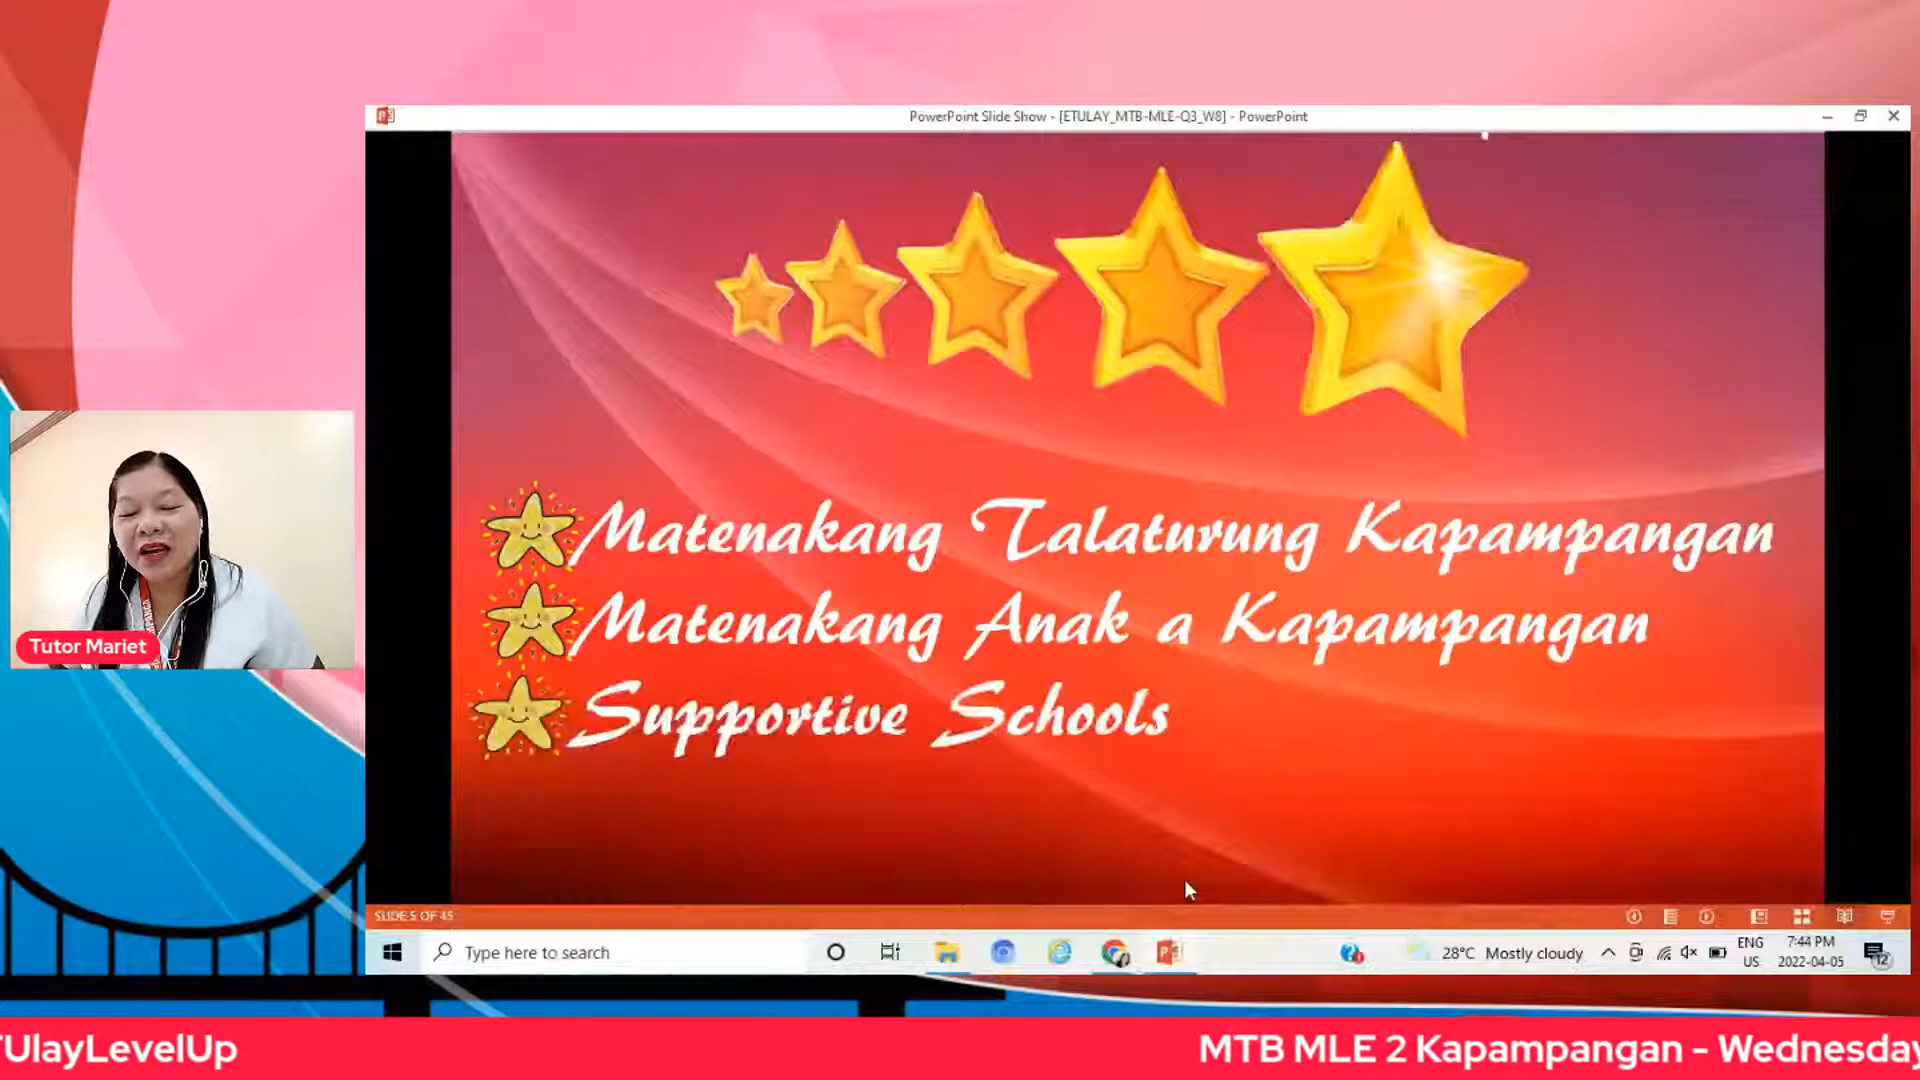 PowerPoint Slide Show - [ETULAY_MTB-MLE-Q3_W8] - PowerPoint
Matenakang Talaturung Kapampangan
Matenakang Anak a Kapampangan
Supportive Schools
Tutor Mariet
SLIDE 5 OF 45
Type here to search
28°C Mostly cloudy
ENG
US
7:44 PM
2022-04-05
12
TUlayLevelUp
MTB MLE 2 Kapampangan - Wednesday